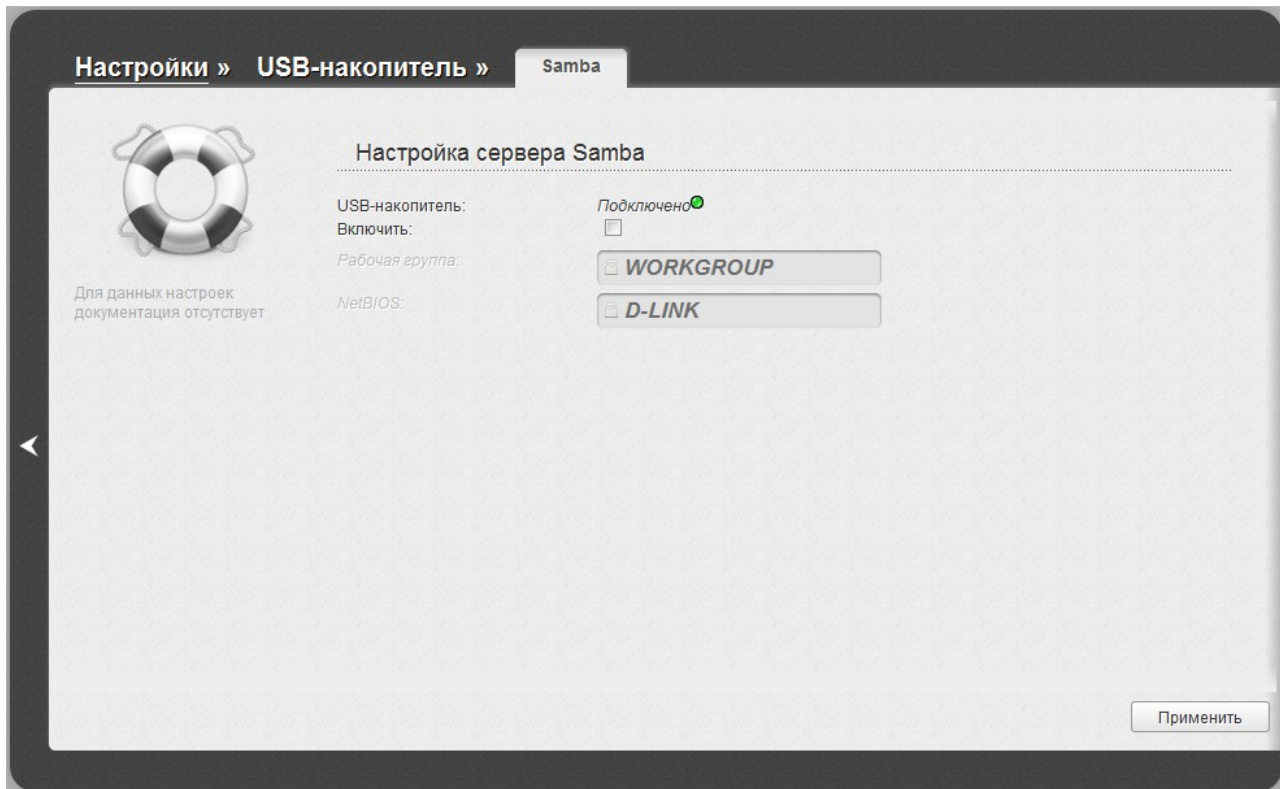 Настройки » USB-накопитель » Samba
Настройка сервера Samba
USB-накопитель: Подключено
Включить:
Рабочая группа: WORKGROUP
NetBIOS: D-LINK
Для данных настроек
документация отсутствует
Применить